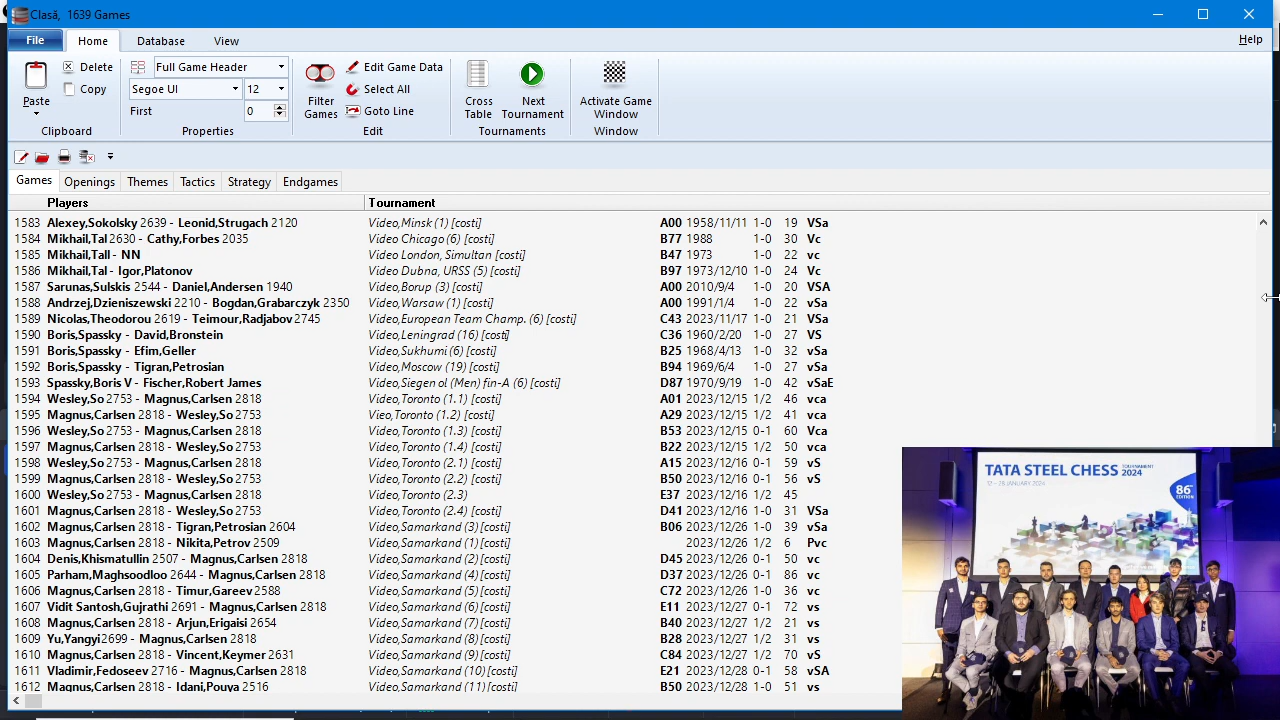 Clasă, 1639 Games
File Home Database View Help
Paste Delete Copy Clipboard
Full Game Header
Segoe UI 12
First 0
Properties
Filter Games
Edit Game Data
Select All
Goto Line
Edit
Cross Table
Next Tournament
Tournaments
Activate Game Window
Window
Games Openings Themes Tactics Strategy Endgames
Players Tournament
1583 Alexey,Sokolsky 2639 - Leonid,Strugach 2120 Video,Minsk (1) [costi] A00 1958/11/11 1-0 19 VSa
1584 Mikhail,Tal 2630 - Cathy,Forbes 2035 Video Chicago (6) [costi] B77 1988 1-0 30 Vc
1585 Mikhail,Tall - NN Video London, Simultan [costi] B47 1973 1-0 22 vc
1586 Mikhail,Tal - Igor,Platonov Video Dubna, URSS (5) [costi] B97 1973/12/10 1-0 24 Vc
1587 Sarunas,Sulskis 2544 - Daniel,Andersen 1940 Video,Borup (3) [costi] A00 2010/9/4 1-0 20 VSA
1588 Andrzej,Dzieniszewski 2210 - Bogdan,Grabarczyk 2350 Video,Warsaw (1) [costi] A00 1991/1/4 1-0 22 vSa
1589 Nicolas,Theodorou 2619 - Teimour,Radjabov 2745 Video,European Team Champ. (6) [costi] C43 2023/11/17 1-0 21 VSa
1590 Boris,Spassky - David,Bronstein Video,Leningrad (16) [costi] C36 1960/2/20 1-0 27 VS
1591 Boris,Spassky - Efim,Geller Video,Sukhumi (6) [costi] B25 1968/4/13 1-0 32 vSa
1592 Boris,Spassky - Tigran,Petrosian Video,Moscow (19) [costi] B94 1969/6/4 1-0 27 vSa
1593 Spassky,Boris V - Fischer,Robert James Video,Siegen ol (Men) fin-A (6) [costi] D87 1970/9/19 1-0 42 vSaE
1594 Wesley,So 2753 - Magnus,Carlsen 2818 Video,Toronto (1.1) [costi] A01 2023/12/15 1/2 46 vca
1595 Magnus,Carlsen 2818 - Wesley,So 2753 Vieo,Toronto (1.2) [costi] A29 2023/12/15 1/2 41 vca
1596 Wesley,So 2753 - Magnus,Carlsen 2818 Video,Toronto (1.3) [costi] B53 2023/12/15 0-1 60 Vca
1597 Magnus,Carlsen 2818 - Wesley,So 2753 Video,Toronto (1.4) [costi] B22 2023/12/15 1/2 50 vca
1598 Wesley,So 2753 - Magnus,Carlsen 2818 Video,Toronto (2.1) [costi] A15 2023/12/16 0-1 59 vS
1599 Magnus,Carlsen 2818 - Wesley,So 2753 Video,Toronto (2.2) [costi] B50 2023/12/16 0-1 56 vS
1600 Wesley,So 2753 - Magnus,Carlsen 2818 Video,Toronto (2.3) E37 2023/12/16 1/2 45
1601 Magnus,Carlsen 2818 - Wesley,So 2753 Video,Toronto (2.4) [costi] D41 2023/12/16 1-0 31 VSa
1602 Magnus,Carlsen 2818 - Tigran,Petrosian 2604 Video,Samarkand (3) [costi] B06 2023/12/26 1-0 39 vSa
1603 Magnus,Carlsen 2818 - Nikita,Petrov 2509 Video,Samarkand (1) [costi] 2023/12/26 1/2 6 Pvc
1604 Denis,Khismatullin 2507 - Magnus,Carlsen 2818 Video,Samarkand (2) [costi] D45 2023/12/26 0-1 50 vc
1605 Parham,Maghsoodloo 2644 - Magnus,Carlsen 2818 Video,Samarkand (4) [costi] D37 2023/12/26 0-1 86 vc
1606 Magnus,Carlsen 2818 - Timur,Gareev 2588 Video,Samarkand (5) [costi] C72 2023/12/26 1-0 36 vc
1607 Vidit Santosh,Gujrathi 2691 - Magnus,Carlsen 2818 Video,Samarkand (6) [costi] E11 2023/12/27 0-1 72 vs
1608 Magnus,Carlsen 2818 - Arjun,Erigaisi 2654 Video,Samarkand (7) [costi] B40 2023/12/27 1/2 21 vs
1609 Yu,Yangyi 2699 - Magnus,Carlsen 2818 Video,Samarkand (8) [costi] B28 2023/12/27 1/2 31 vs
1610 Magnus,Carlsen 2818 - Vincent,Keymer 2631 Video,Samarkand (9) [costi] C84 2023/12/27 1/2 70 vS
1611 Vladimir,Fedoseev 2716 - Magnus,Carlsen 2818 Video,Samarkand (10) [costi] E21 2023/12/28 0-1 58 vSA
1612 Magnus,Carlsen 2818 - Idani,Pouya 2516 Video,Samarkand (11) [costi] B50 2023/12/28 1-0 51 vs
TATA STEEL CHESS TOURNAMENT 2024
12 - 28 JANUARY 2024
86TH EDITION